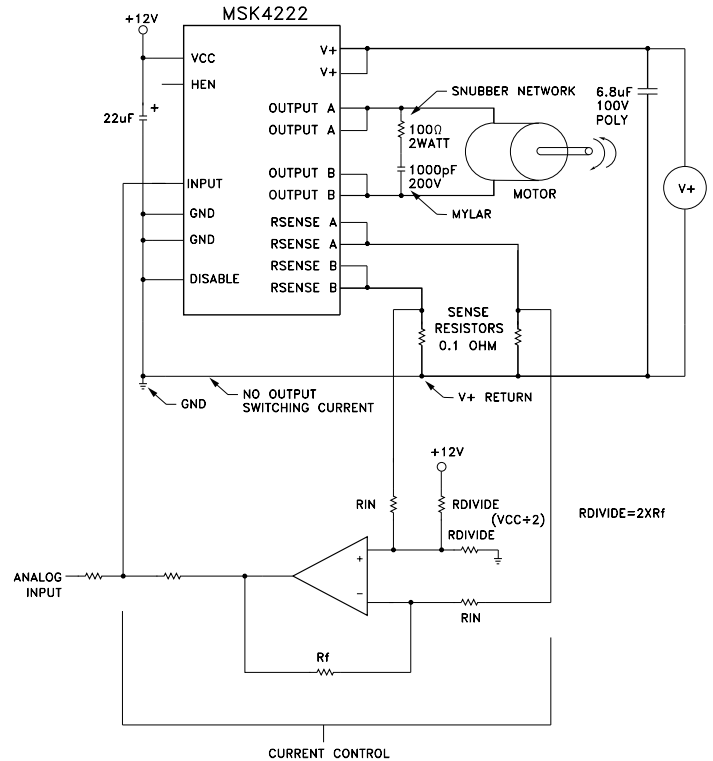 MSK4222
+12V
VCC
HEN
22uF
+
INPUT
GND
GND
DISABLE
V+
V+
OUTPUT A
OUTPUT A
OUTPUT B
OUTPUT B
RSENSE A
RSENSE A
RSENSE B
RSENSE B
SNUBBER NETWORK
100Ω
2WATT
1000pF
200V
MYLAR
MOTOR
6.8uF
100V
POLY
V+
SENSE
RESISTORS
0.1 OHM
GND
NO OUTPUT
SWITCHING CURRENT
V+ RETURN
+12V
RIN
RDIVIDE
(VCC÷2)
RDIVIDE
RDIVIDE=2XRf
+
−
ANALOG
INPUT
RIN
Rf
CURRENT CONTROL